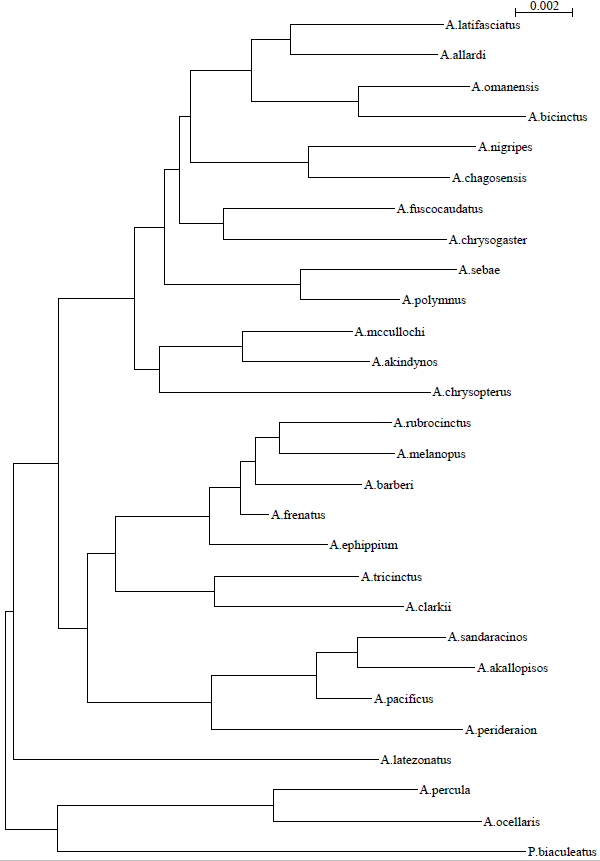 0.002
A.latifasciatus
A.allardi
A.omanensis
A.bicinctus
A.nigripes
A.chagosensis
A.fuscocaudatus
A.chrysogaster
A.sebae
A.polymnus
A.mccullochi
A.akindynos
A.chrysopterus
A.rubrocinctus
A.melanopus
A.barberi
A.frenatus
A.ephippium
A.tricinctus
A.clarkii
A.sandaracinos
A.akallopisos
A.pacificus
A.perideraion
A.latezonatus
A.percula
A.ocellaris
P.biaculeatus